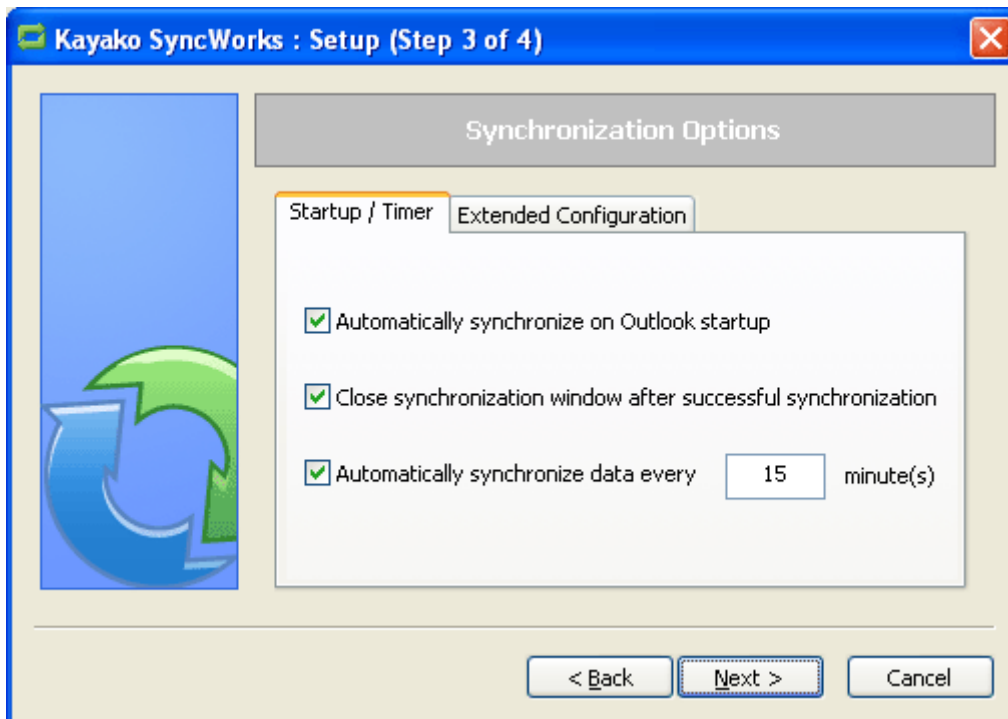 Kayako SyncWorks : Setup (Step 3 of 4)
Synchronization Options
Startup / Timer
Extended Configuration
Automatically synchronize on Outlook startup
Close synchronization window after successful synchronization
Automatically synchronize data every 15 minute(s)
< Back
Next >
Cancel